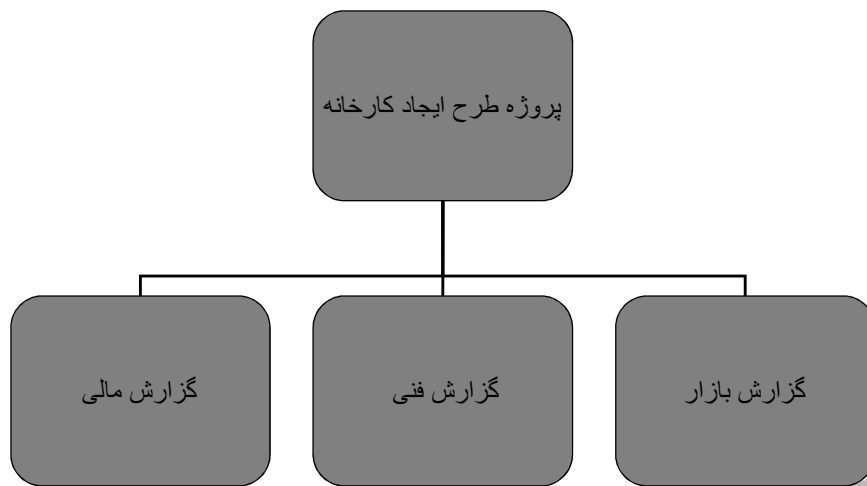 پروژه طرح ایجاد کارخانه
گزارش بازار
گزارش فنی
گزارش مالی